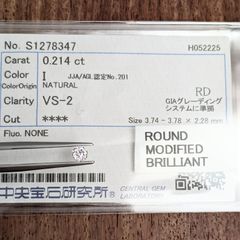 No. S1278347 H052225
Carat 0.214 ct
Color I JJA/AGL認定No.201
ColorOrigin NATURAL RD
Clarity VS-2 GIAグレーディング
システムに準拠
Cut ****
Size 3.74 - 3.78 × 2.28 mm
Fluo. NONE
ROUND
MODIFIED
BRILLIANT
中央宝石研究所 CENTRAL GEM
LABORATORY